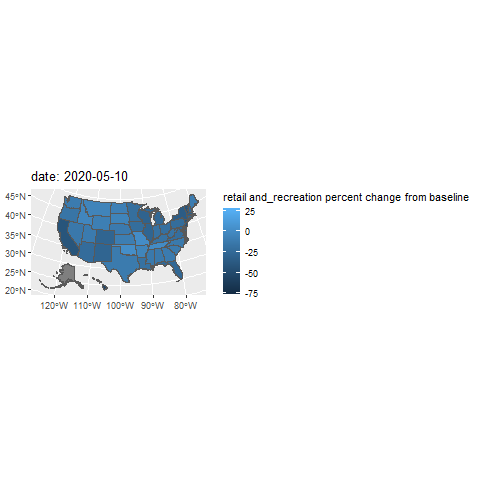 date: 2020-05-10
retail and_recreation percent change from baseline
45°N
40°N
35°N
30°N
25°N
20°N
25
0
-25
-50
-75
120°W 110°W 100°W 90°W 80°W